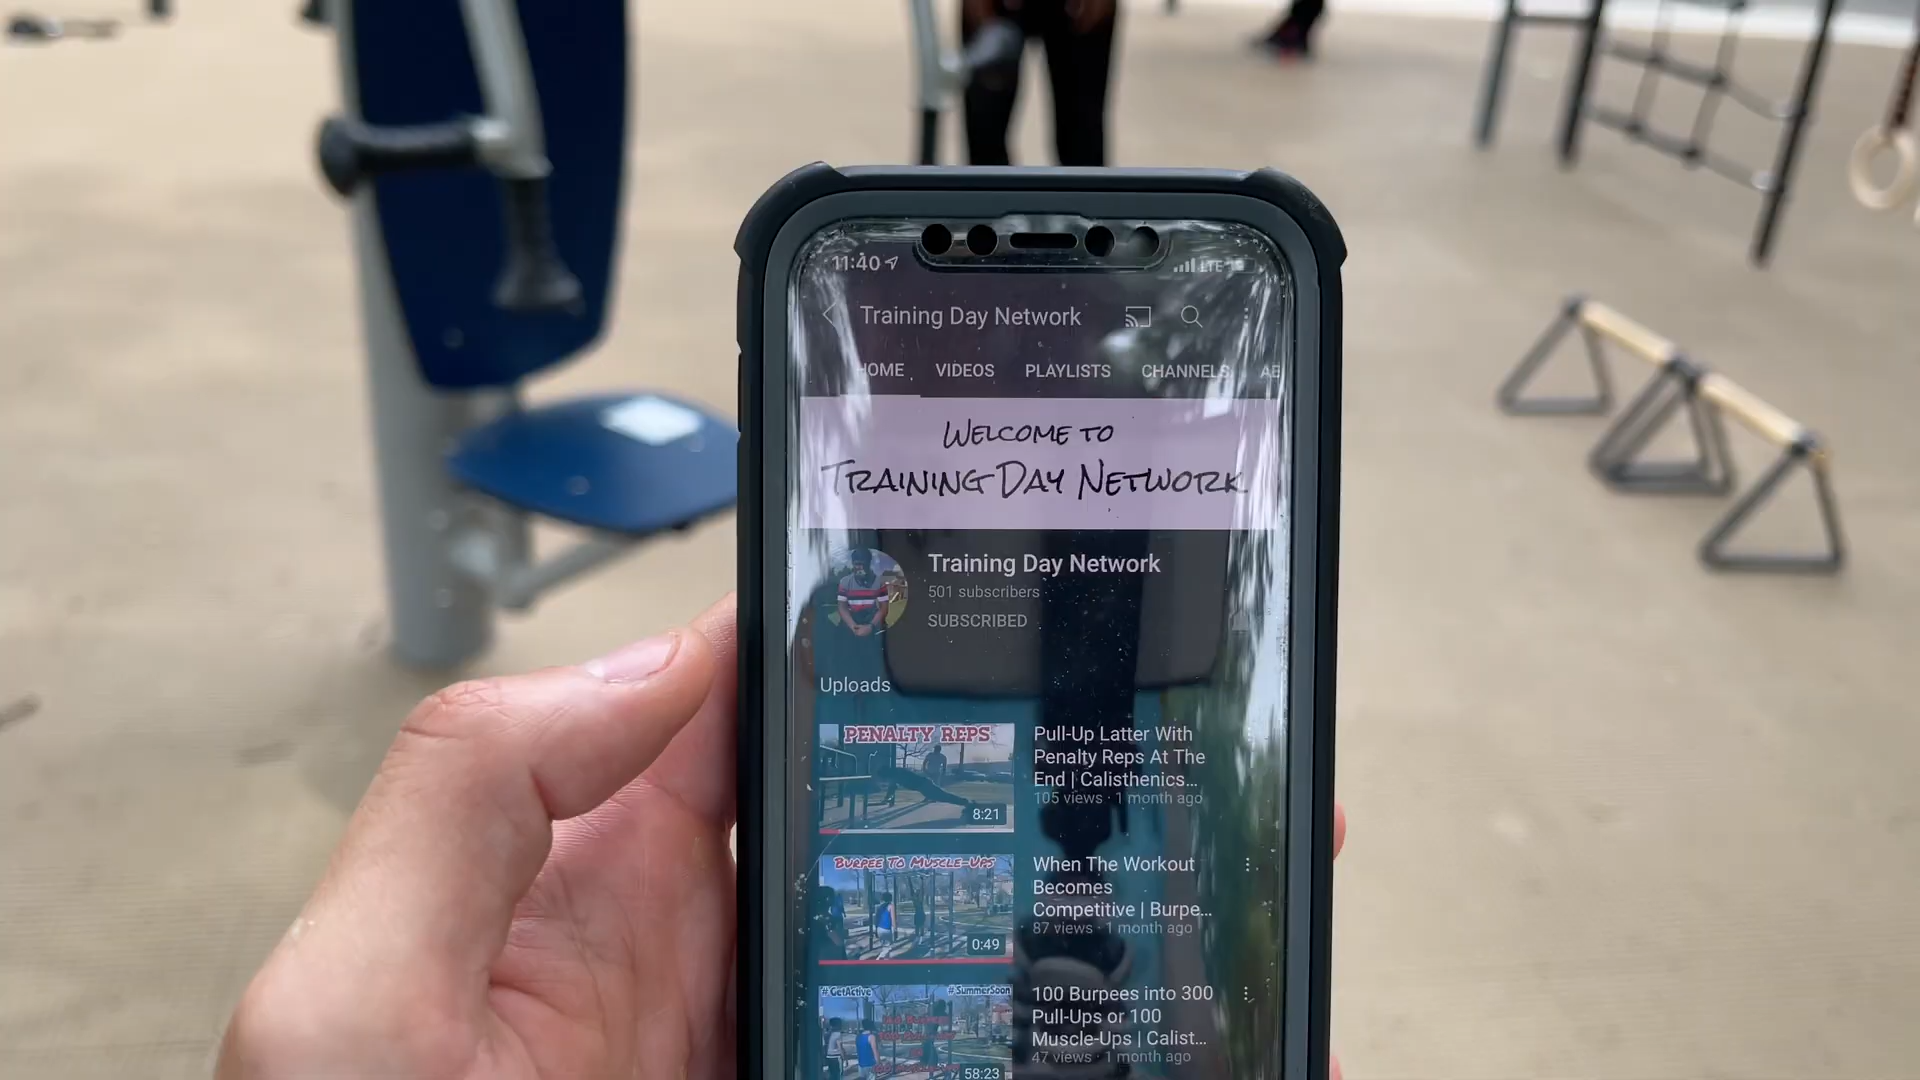 11:40
LTE
Training Day Network
HOME VIDEOS PLAYLISTS CHANNELS AB
WELCOME TO
TRAINING DAY NETWORK
Training Day Network
501 subscribers
SUBSCRIBED
Uploads
PENALTY REPS
8:21
Pull-Up Latter With
Penalty Reps At The
End | Calisthenics...
105 views · 1 month ago
BURPEE TO MUSCLE-UPS
0:49
When The Workout
Becomes
Competitive | Burpe...
87 views · 1 month ago
#GetActive #SummerSoon
58:23
100 Burpees into 300
Pull-Ups or 100
Muscle-Ups | Calist...
47 views · 1 month ago